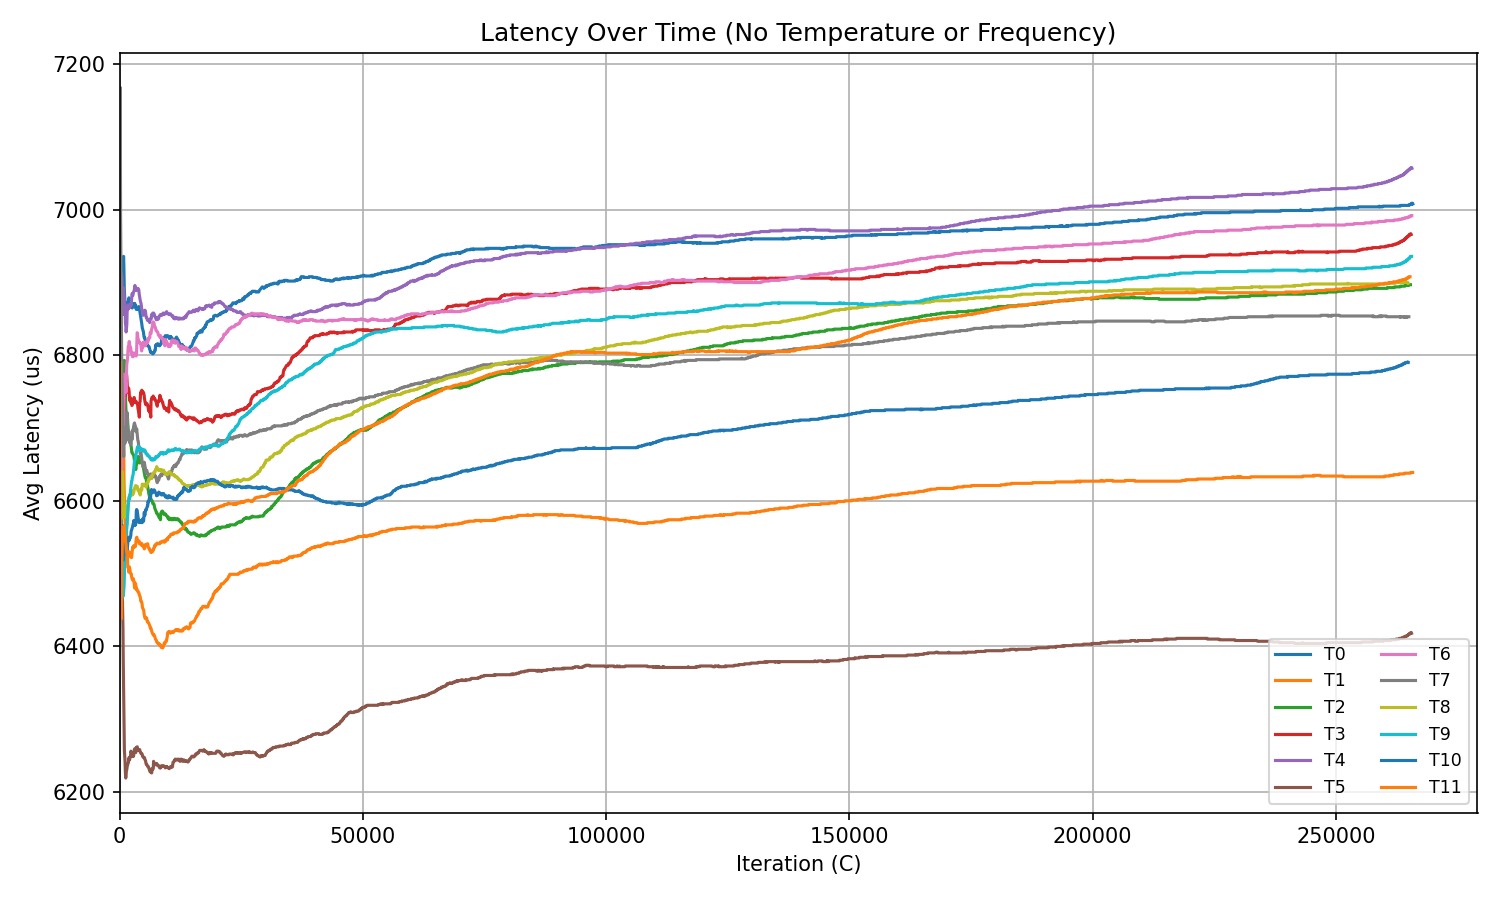 Latency Over Time (No Temperature or Frequency)
Avg Latency (us)
7200
7000
6800
6600
6400
6200
0 50000 100000 150000 200000 250000
Iteration (C)
T0 T6
T1 T7
T2 T8
T3 T9
T4 T10
T5 T11